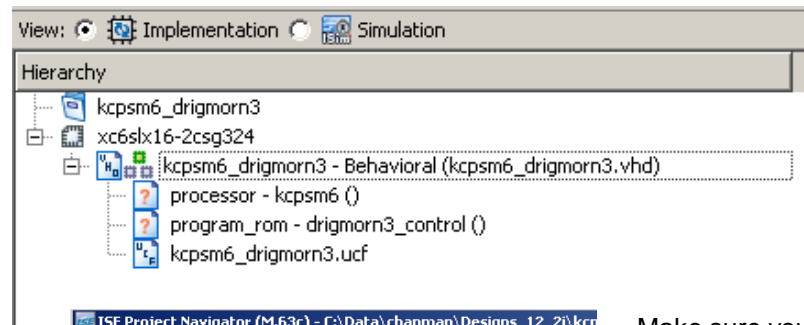 View: Implementation Simulation
Hierarchy
kcpsm6_drigmorn3
xc6slx16-2csg324
kcpsm6_drigmorn3 - Behavioral (kcpsm6_drigmorn3.vhd)
processor - kcpsm6 ()
program_rom - drigmorn3_control ()
kcpsm6_drigmorn3.ucf
ISE Project Navigator (M.63c) - C:\Data\chapman\Designs_12_2i\kcp
Make sure yo